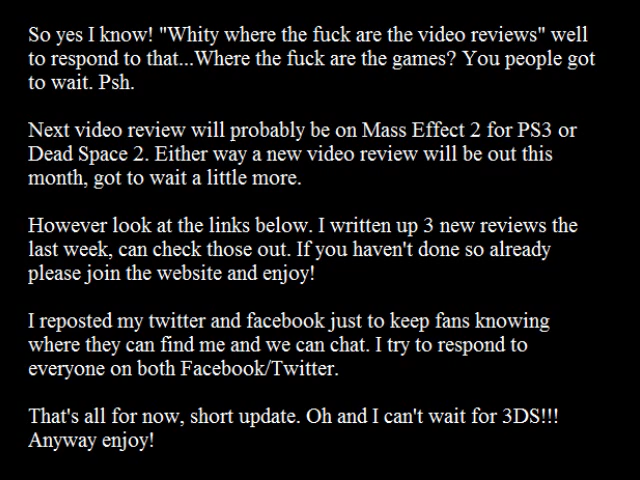 So yes I know! "Whity where the fuck are the video reviews" well
to respond to that...Where the fuck are the games? You people got
to wait. Psh.
Next video review will probably be on Mass Effect 2 for PS3 or
Dead Space 2. Either way a new video review will be out this
month, got to wait a little more.
However look at the links below. I written up 3 new reviews the
last week, can check those out. If you haven't done so already
please join the website and enjoy!
I reposted my twitter and facebook just to keep fans knowing
where they can find me and we can chat. I try to respond to
everyone on both Facebook/Twitter.
That's all for now, short update. Oh and I can't wait for 3DS!!!
Anyway enjoy!